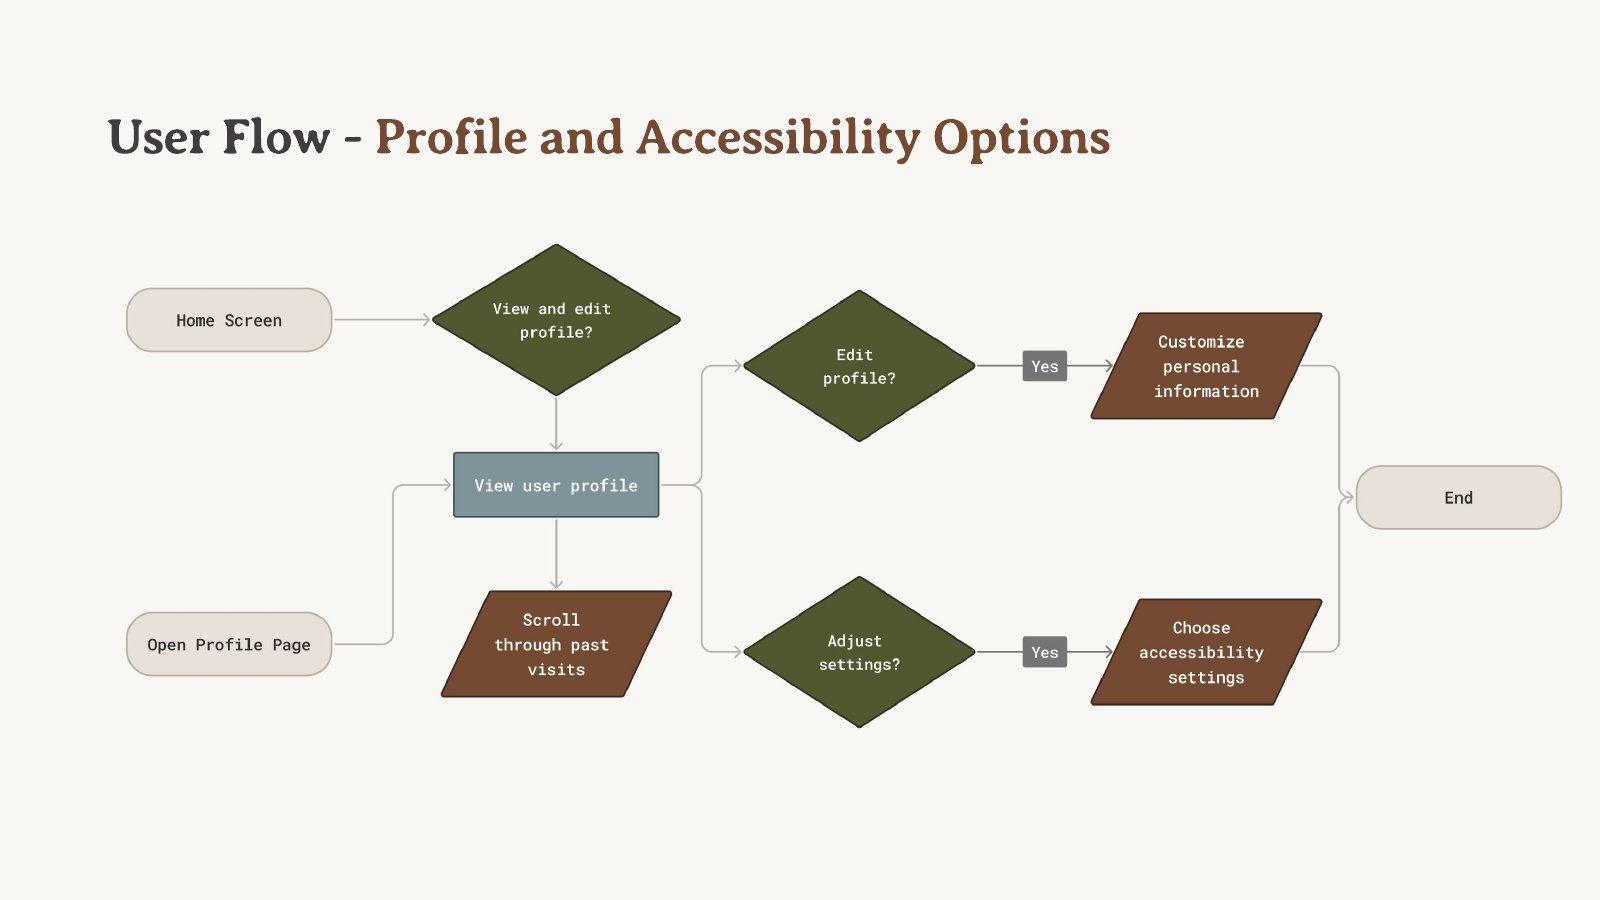 User Flow - Profile and Accessibility Options
Home Screen
View and edit
profile?
Edit
profile?
Yes
Customize
personal
information
View user profile
End
Open Profile Page
Scroll
through past
visits
Adjust
settings?
Yes
Choose
accessibility
settings